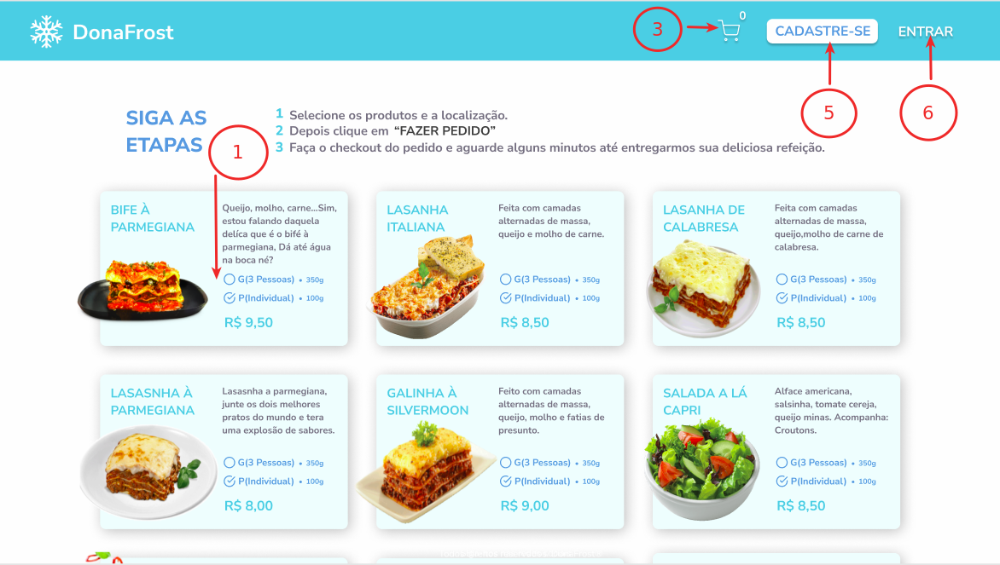 DonaFrost
3
0
CADASTRE-SE
ENTRAR
5
6
SIGA AS
ETAPAS
1
1 Selecione os produtos e a localização.
2 Depois clique em "FAZER PEDIDO"
3 Faça o checkout do pedido e aguarde alguns minutos até entregarmos sua deliciosa refeição.
BIFE À
PARMEGIANA
Queijo, molho, carne...Sim,
estou falando daquela
delíca que é o bifé à
parmegiana, Dá até água
na boca né?
G(3 Pessoas) • 350g
P(Individual) • 100g
R$ 9,50
LASANHA
ITALIANA
Feita com camadas
alternadas de massa,
queijo e molho de carne.
G(3 Pessoas) • 350g
P(Individual) • 100g
R$ 8,50
LASANHA DE
CALABRESA
Feita com camadas
alternadas de massa,
queijo,molho de carne de
calabresa.
G(3 Pessoas) • 350g
P(Individual) • 100g
R$ 8,50
LASASNHA À
PARMEGIANA
Lasasnha a parmegiana,
junte os dois melhores
pratos do mundo e tera
uma explosão de sabores.
G(3 Pessoas) • 350g
P(Individual) • 100g
R$ 8,00
GALINHA À
SILVERMOON
Feito com camadas
alternadas de massa,
queijo, molho e fatias de
presunto.
G(3 Pessoas) • 350g
P(Individual) • 100g
R$ 9,00
SALADA A LÁ
CAPRI
Alface americana,
salsinha, tomate cereja,
queijo minas. Acompanha:
Croutons.
G(3 Pessoas) • 350g
P(Individual) • 100g
R$ 8,50